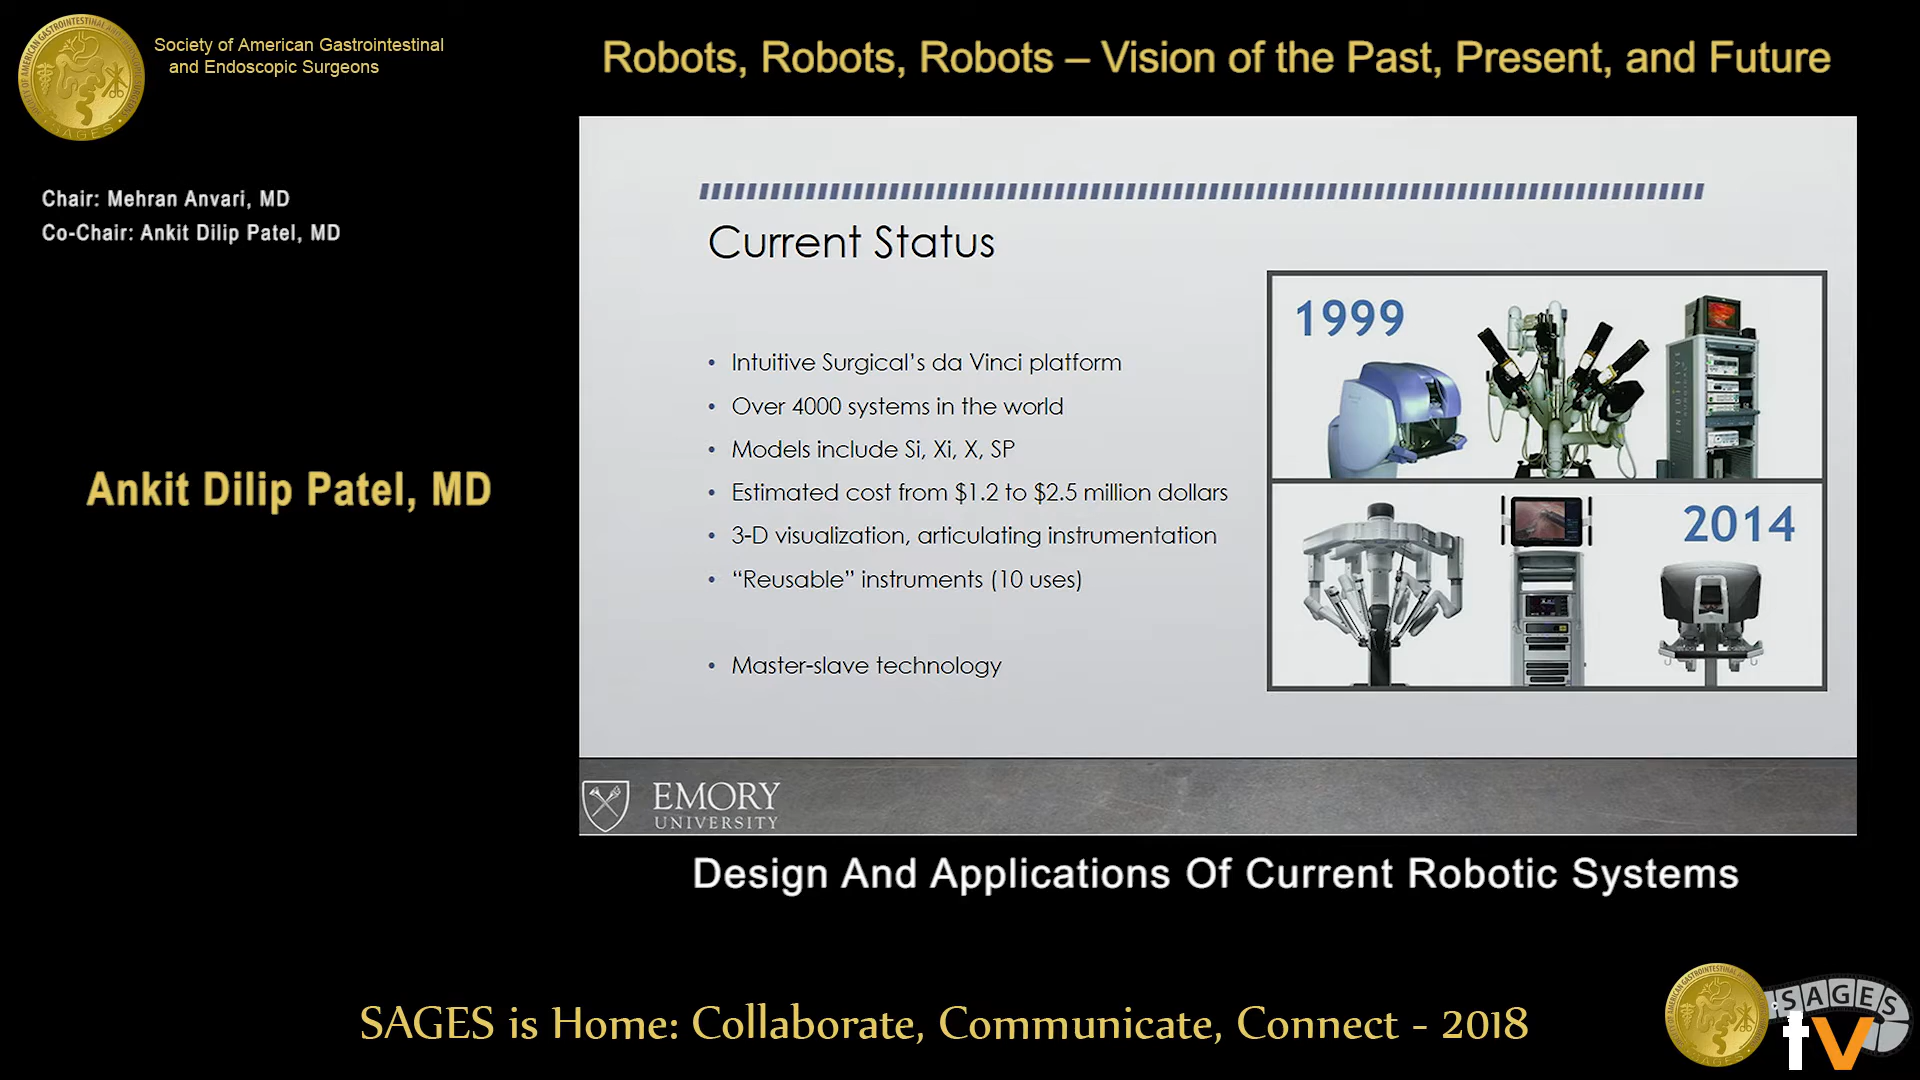 Society of American Gastrointestinal
and Endoscopic Surgeons
Robots, Robots, Robots – Vision of the Past, Present, and Future
Chair: Mehran Anvari, MD
Co-Chair: Ankit Dilip Patel, MD
Ankit Dilip Patel, MD
Current Status
• Intuitive Surgical’s da Vinci platform
• Over 4000 systems in the world
• Models include Si, Xi, X, SP
• Estimated cost from $1.2 to $2.5 million dollars
• 3-D visualization, articulating instrumentation
• “Reusable” instruments (10 uses)
• Master-slave technology
1999
INTUITIVE
2014
EMORY
UNIVERSITY
Design And Applications Of Current Robotic Systems
SAGES is Home: Collaborate, Communicate, Connect - 2018
SAGES
tv